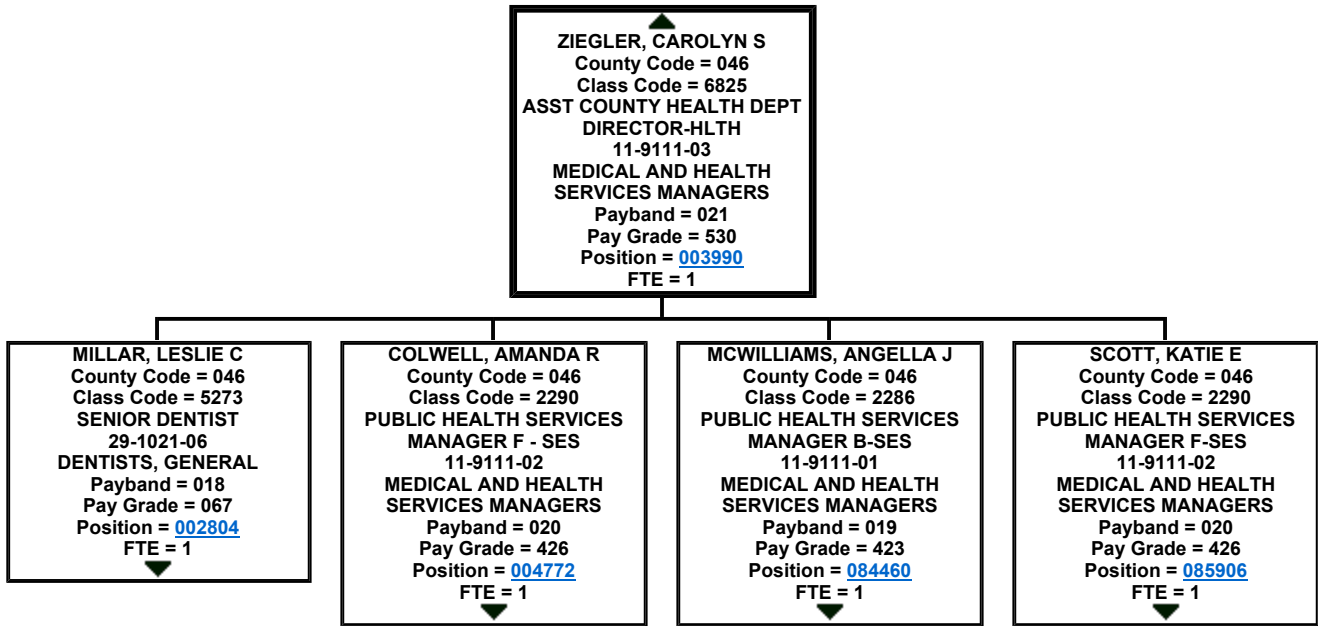 ZIEGLER, CAROLYN S
County Code = 046
Class Code = 6825
ASST COUNTY HEALTH DEPT
DIRECTOR-HLTH
11-9111-03
MEDICAL AND HEALTH
SERVICES MANAGERS
Payband = 021
Pay Grade = 530
Position = 003990
FTE = 1
MILLAR, LESLIE C
County Code = 046
Class Code = 5273
SENIOR DENTIST
29-1021-06
DENTISTS, GENERAL
Payband = 018
Pay Grade = 067
Position = 002804
FTE = 1
COLWELL, AMANDA R
County Code = 046
Class Code = 2290
PUBLIC HEALTH SERVICES
MANAGER F - SES
11-9111-02
MEDICAL AND HEALTH
SERVICES MANAGERS
Payband = 020
Pay Grade = 426
Position = 004772
FTE = 1
MCWILLIAMS, ANGELLA J
County Code = 046
Class Code = 2286
PUBLIC HEALTH SERVICES
MANAGER B-SES
11-9111-01
MEDICAL AND HEALTH
SERVICES MANAGERS
Payband = 019
Pay Grade = 423
Position = 084460
FTE = 1
SCOTT, KATIE E
County Code = 046
Class Code = 2290
PUBLIC HEALTH SERVICES
MANAGER F-SES
11-9111-02
MEDICAL AND HEALTH
SERVICES MANAGERS
Payband = 020
Pay Grade = 426
Position = 085906
FTE = 1